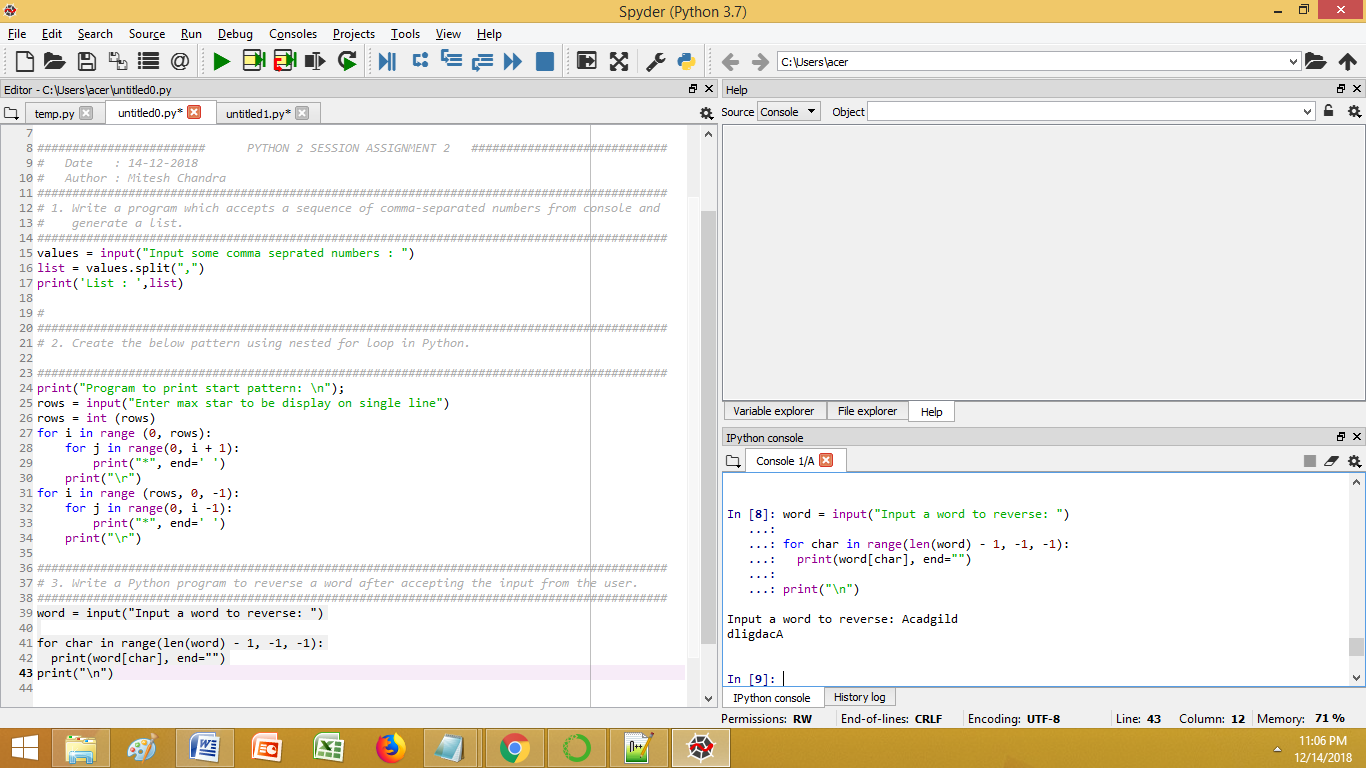 Spyder (Python 3.7)
File Edit Search Source Run Debug Consoles Projects Tools View Help
C:\Users\acer
Editor - C:\Users\acer\untitled0.py
temp.py untitled0.py* untitled1.py*
7
8 ######################## PYTHON 2 SESSION ASSIGNMENT 2 ############################
9 # Date : 14-12-2018
10 # Author : Mitesh Chandra
11 ##########################################################################################
12 # 1. Write a program which accepts a sequence of comma-separated numbers from console and
13 # generate a list.
14 ##########################################################################################
15 values = input("Input some comma seprated numbers : ")
16 list = values.split(",")
17 print('List : ',list)
18
19 #
20 ##########################################################################################
21 # 2. Create the below pattern using nested for loop in Python.
22
23 ##########################################################################################
24 print("Program to print start pattern: \n");
25 rows = input("Enter max star to be display on single line")
26 rows = int (rows)
27 for i in range (0, rows):
28 for j in range(0, i + 1):
29 print("*", end=' ')
30 print("\r")
31 for i in range (rows, 0, -1):
32 for j in range(0, i -1):
33 print("*", end=' ')
34 print("\r")
35
36 ##########################################################################################
37 # 3. Write a Python program to reverse a word after accepting the input from the user.
38 ##########################################################################################
39 word = input("Input a word to reverse: ")
40
41 for char in range(len(word) - 1, -1, -1):
42 print(word[char], end="")
43 print("\n")
44
Help
Source Console Object
Variable explorer File explorer Help
IPython console
Console 1/A
In [8]: word = input("Input a word to reverse: ")
...:
...: for char in range(len(word) - 1, -1, -1):
...: print(word[char], end="")
...:
...: print("\n")
Input a word to reverse: Acadgild
dligdacA
In [9]:
IPython console History log
Permissions: RW End-of-lines: CRLF Encoding: UTF-8 Line: 43 Column: 12 Memory: 71 %
11:06 PM
12/14/2018